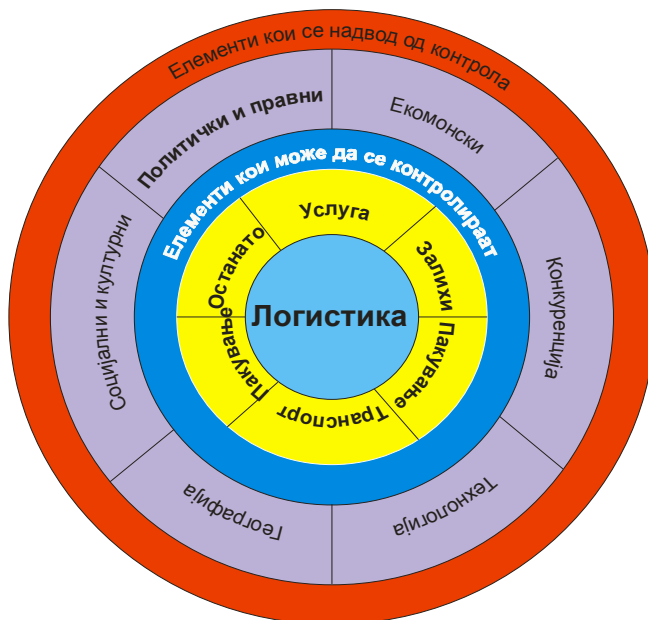 Елементи кои се надвод од контрола
Политички и правни
Екомонски
Конкуренција
Технологија
Географија
Социјални и културни
Елементи кои може да се контролираат
Услуга
Залихи
Пакување
Транспорт
Пакување
Останато
Логистика